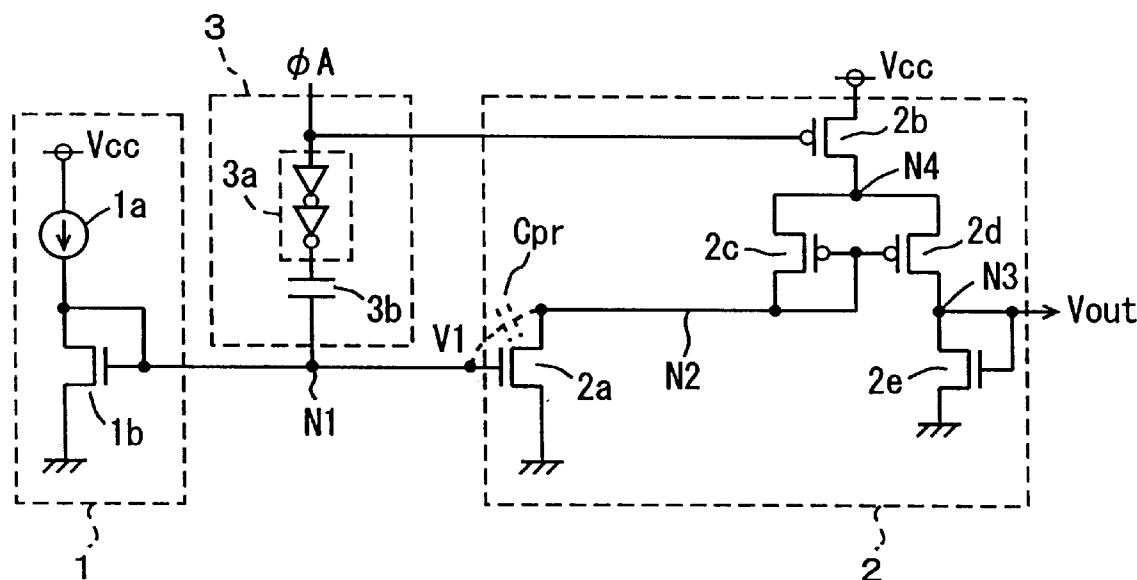 3
φA
Vcc
Vcc
2b
1a
3a
N4
Cpr
2c
2d
3b
N3
V1
Vout
2a
N2
2e
1b
N1
1
2